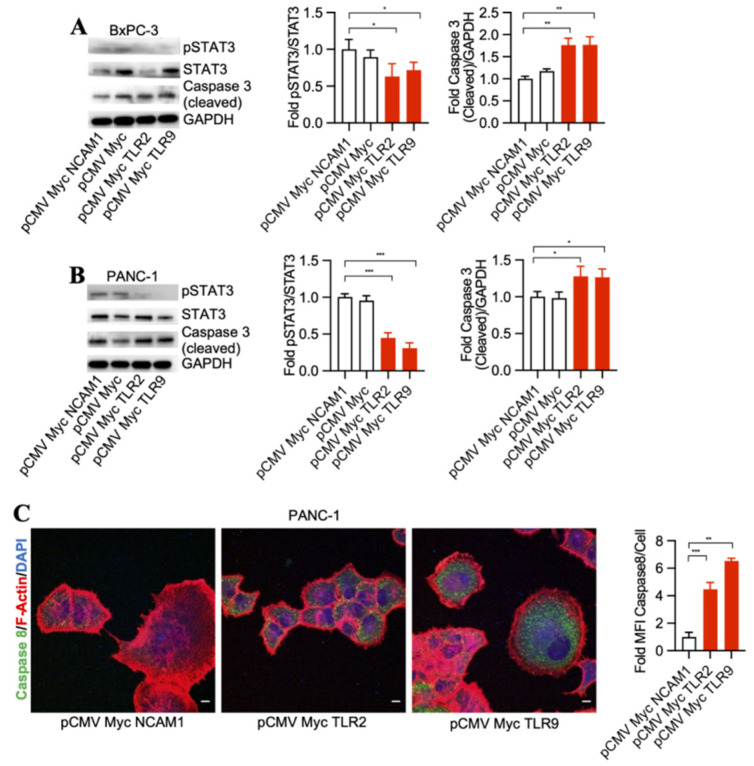 A
BxPC-3
pSTAT3
STAT3
Caspase 3
(cleaved)
GAPDH
pCMV Myc NCAM1
pCMV Myc
pCMV Myc TLR2
pCMV Myc TLR9
Fold pSTAT3/STAT3
1.5
1.0
0.5
0.0
*
*
pCMV Myc NCAM1
pCMV Myc
pCMV Myc TLR2
pCMV Myc TLR9
Fold Caspase 3
(Cleaved)/GAPDH
2.5
2.0
1.5
1.0
0.5
0.0
**
**
pCMV Myc NCAM1
pCMV Myc
pCMV Myc TLR2
pCMV Myc TLR9
B
PANC-1
pSTAT3
STAT3
Caspase 3
(cleaved)
GAPDH
pCMV Myc NCAM1
pCMV Myc
pCMV Myc TLR2
pCMV Myc TLR9
Fold pSTAT3/STAT3
1.5
1.0
0.5
0.0
***
***
pCMV Myc NCAM1
pCMV Myc
pCMV Myc TLR2
pCMV Myc TLR9
Fold Caspase 3
(Cleaved)/GAPDH
1.5
1.0
0.5
0.0
*
*
pCMV Myc NCAM1
pCMV Myc
pCMV Myc TLR2
pCMV Myc TLR9
C
PANC-1
Caspase 8/F-Actin/DAPI
pCMV Myc NCAM1
pCMV Myc TLR2
pCMV Myc TLR9
Fold MFI Caspase8/Cell
8
6
4
2
0
**
***
pCMV Myc NCAM1
pCMV Myc TLR2
pCMV Myc TLR9